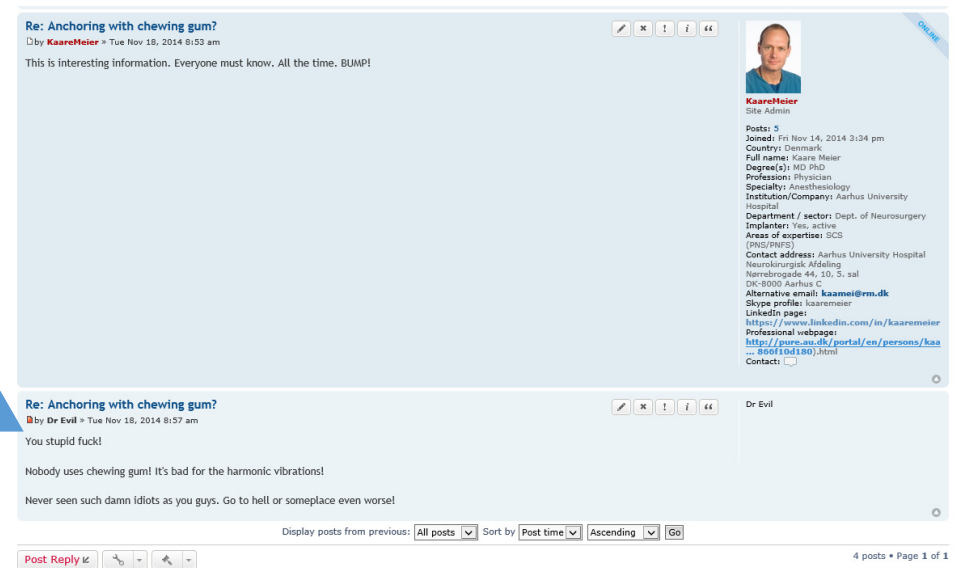 Re: Anchoring with chewing gum?
by KaareMeier » Tue Nov 18, 2014 8:53 am
This is interesting information. Everyone must know. All the time. BUMP!
ONLINE
KaareMeier
Site Admin
Posts: 5
Joined: Fri Nov 14, 2014 3:34 pm
Country: Denmark
Full name: Kaare Meier
Degree(s): MD PhD
Profession: Physician
Specialty: Anesthesiology
Institution/Company: Aarhus University
Hospital
Department / sector: Dept. of Neurosurgery
Implanter: Yes, active
Areas of expertise: SCS
(PNS/PNFS)
Contact address: Aarhus University Hospital
Neurokirurgisk Afdeling
Nørrebrogade 44, 10, 5. sal
DK-8000 Aarhus C
Alternative email: kaamei@rm.dk
Skype profile: kaaremeier
LinkedIn page:
https://www.linkedin.com/in/kaaremeier
Professional webpage:
http://pure.au.dk/portal/en/persons/kaa
... 866f10d180).html
Contact:
Re: Anchoring with chewing gum?
by Dr Evil » Tue Nov 18, 2014 8:57 am
You stupid fuck!
Nobody uses chewing gum! It's bad for the harmonic vibrations!
Never seen such damn idiots as you guys. Go to hell or someplace even worse!
Dr Evil
Display posts from previous: All posts Sort by Post time Ascending Go
Post Reply
4 posts • Page 1 of 1